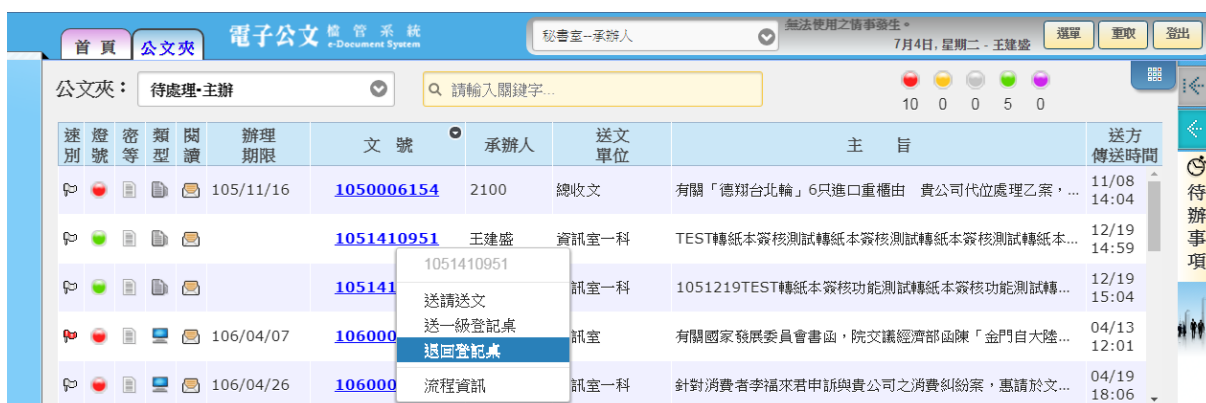 首頁
公文夾
電子公文 檔管系統
e-Document System
秘書室--承辦人
無法使用之情事發生。
7月4日, 星期二 - 王建盛
選單
重取
登出
公文夾：
待處理-主辦
請輸入關鍵字...
10 0 0 5 0
速別 燈號 密等 類型 閱讀 辦理期限 文號 承辦人 送文單位 主旨 送方傳送時間
105/11/16 1050006154 2100 總收文 有關「德翔台北輪」6只進口重櫃由 貴公司代位處理乙案，... 11/08 14:04
1051410951 王建盛 資訊室一科 TEST轉紙本簽核測試轉紙本簽核測試轉紙本簽核測試轉紙本... 12/19 14:59
105141 訊室一科 1051219TEST轉紙本簽核功能測試轉紙本簽核功能測試轉... 12/19 15:04
106/04/07 106000 訊室 有關國家發展委員會書函，院交議經濟部函陳「金門自大陸... 04/13 12:01
106/04/26 106000 訊室一科 針對消費者李福來君申訴與貴公司之消費糾紛案，惠請於文... 04/19 18:06
1051410951
送請送文
送一級登記桌
退回登記桌
流程資訊
待辦事項